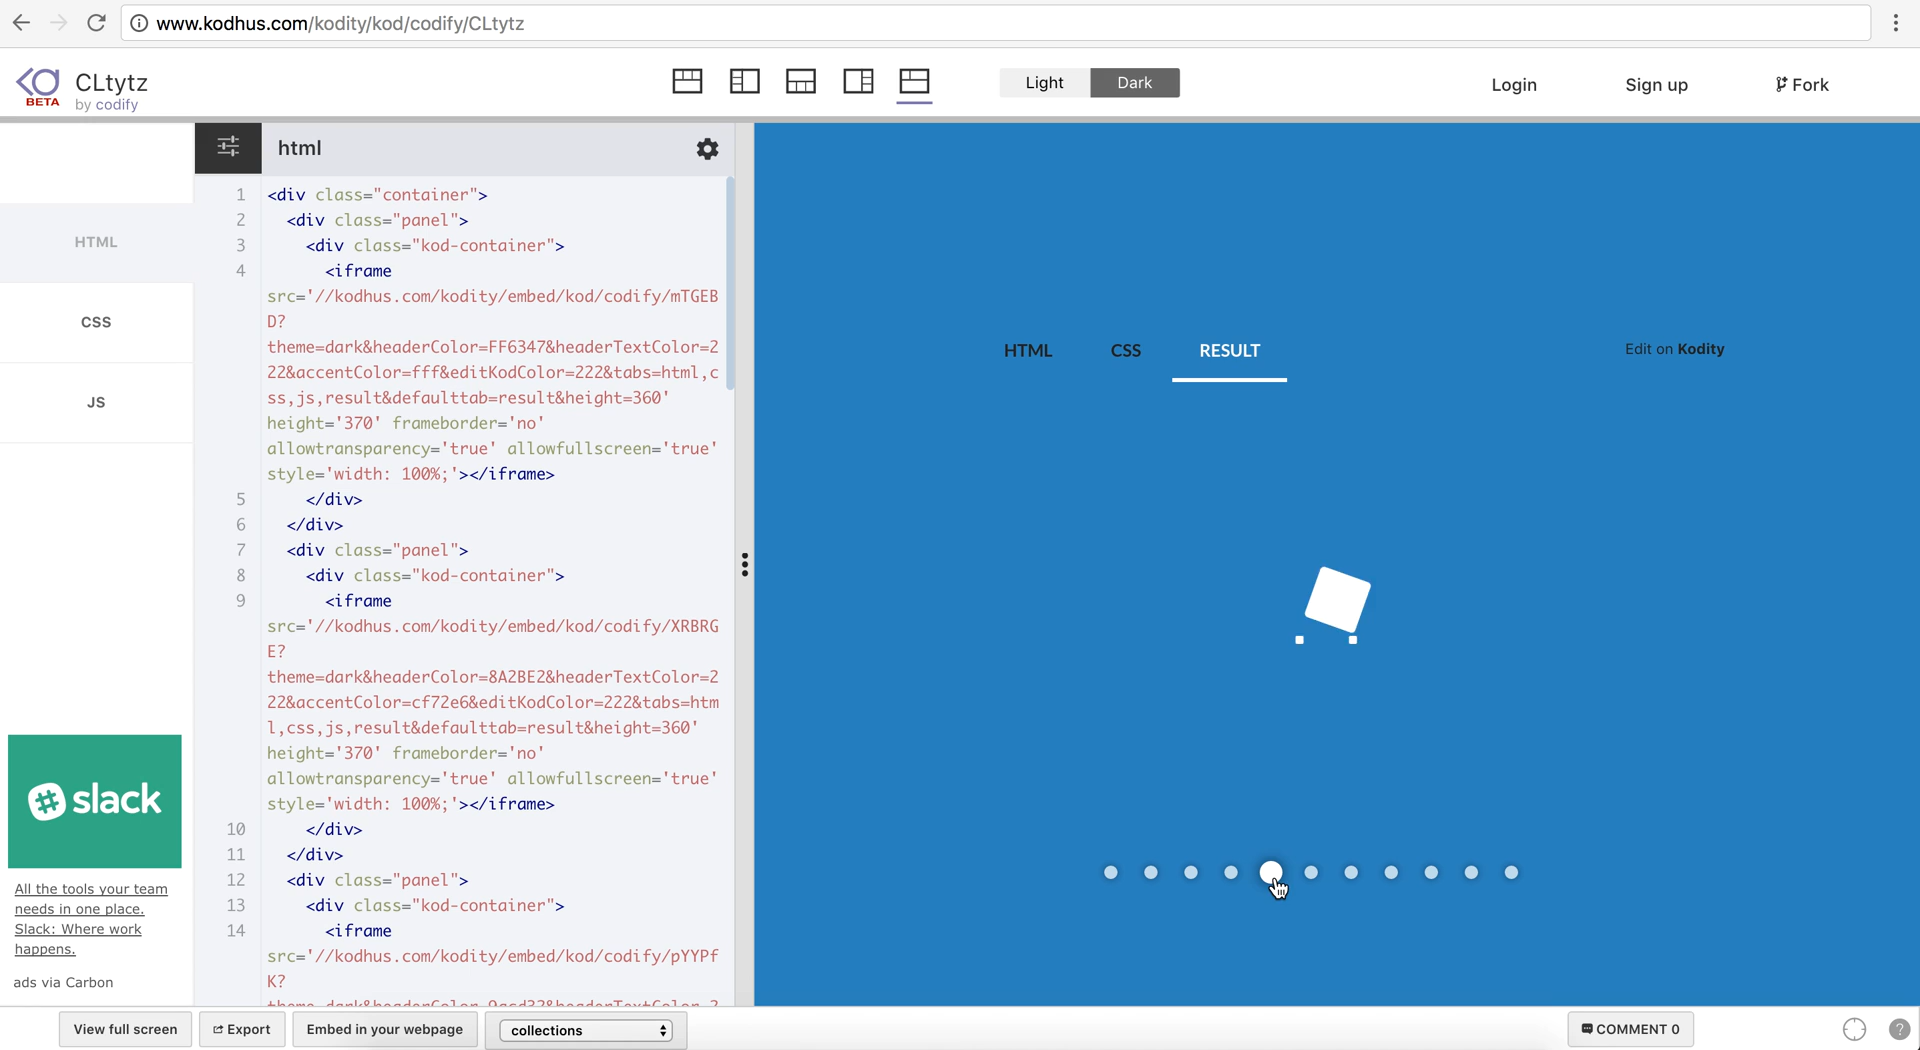 www.kodhus.com/kodity/kod/codify/CLtytz
BETA
CLtytz
by codify
Light
Dark
Login
Sign up
Fork
html
HTML
CSS
JS
1 <div class="container">
2 <div class="panel">
3 <div class="kod-container">
4 <iframe
src='//kodhus.com/kodity/embed/kod/codify/mTGEB
D?
theme=dark&headerColor=FF6347&headerTextColor=2
22&accentColor=fff&editKodColor=222&tabs=html,c
ss,js,result&defaulttab=result&height=360'
height='370' frameborder='no'
allowtransparency='true' allowfullscreen='true'
style='width: 100%;'></iframe>
5 </div>
6 </div>
7 <div class="panel">
8 <div class="kod-container">
9 <iframe
src='//kodhus.com/kodity/embed/kod/codify/XRBRG
E?
theme=dark&headerColor=8A2BE2&headerTextColor=2
22&accentColor=cf72e6&editKodColor=222&tabs=htm
l,css,js,result&defaulttab=result&height=360'
height='370' frameborder='no'
allowtransparency='true' allowfullscreen='true'
style='width: 100%;'></iframe>
10 </div>
11 </div>
12 <div class="panel">
13 <div class="kod-container">
14 <iframe
src='//kodhus.com/kodity/embed/kod/codify/pYYPf
K?
theme=dark&headerColor=9acd32&headerTextColor=2
HTML
CSS
RESULT
Edit on Kodity
slack
All the tools your team
needs in one place.
Slack: Where work
happens.
ads via Carbon
View full screen
Export
Embed in your webpage
collections
COMMENT 0
?